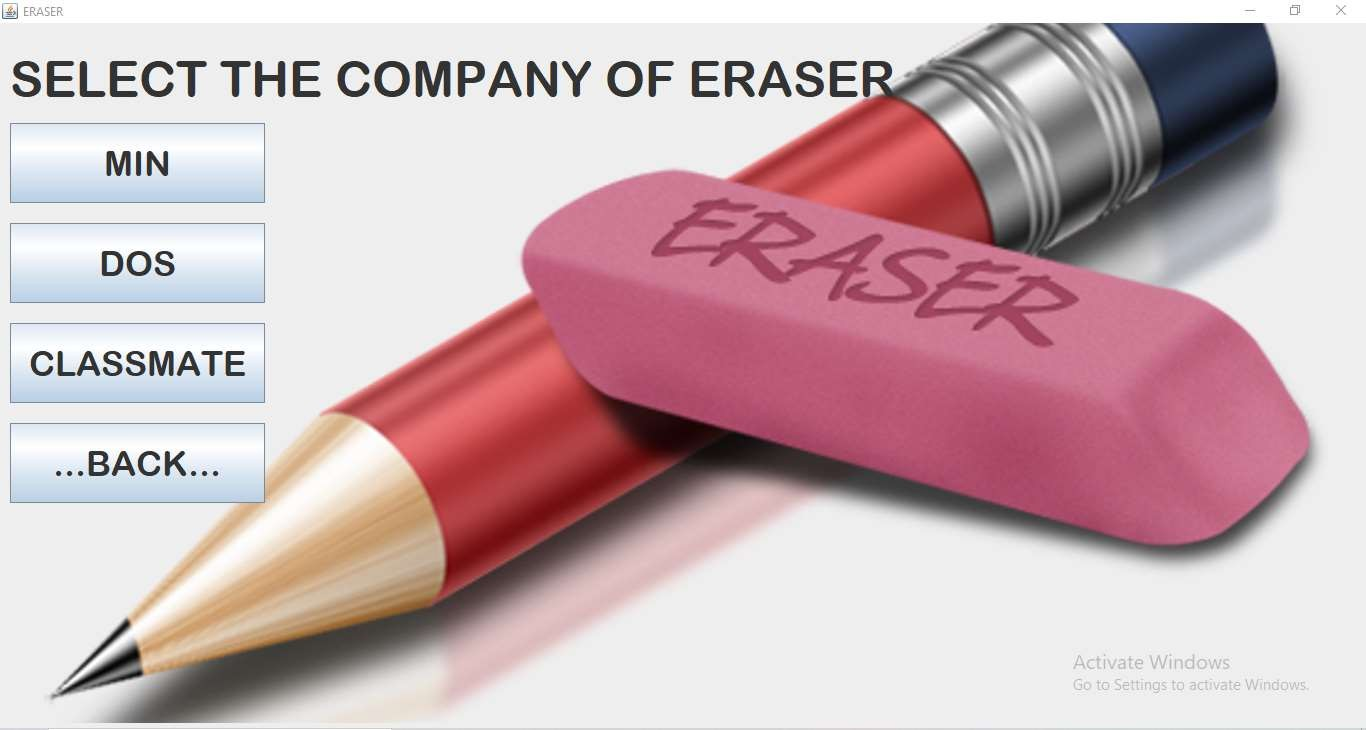 ERASER
SELECT THE COMPANY OF ERASER
MIN
DOS
CLASSMATE
...BACK...
ERASER
Activate Windows
Go to Settings to activate Windows.